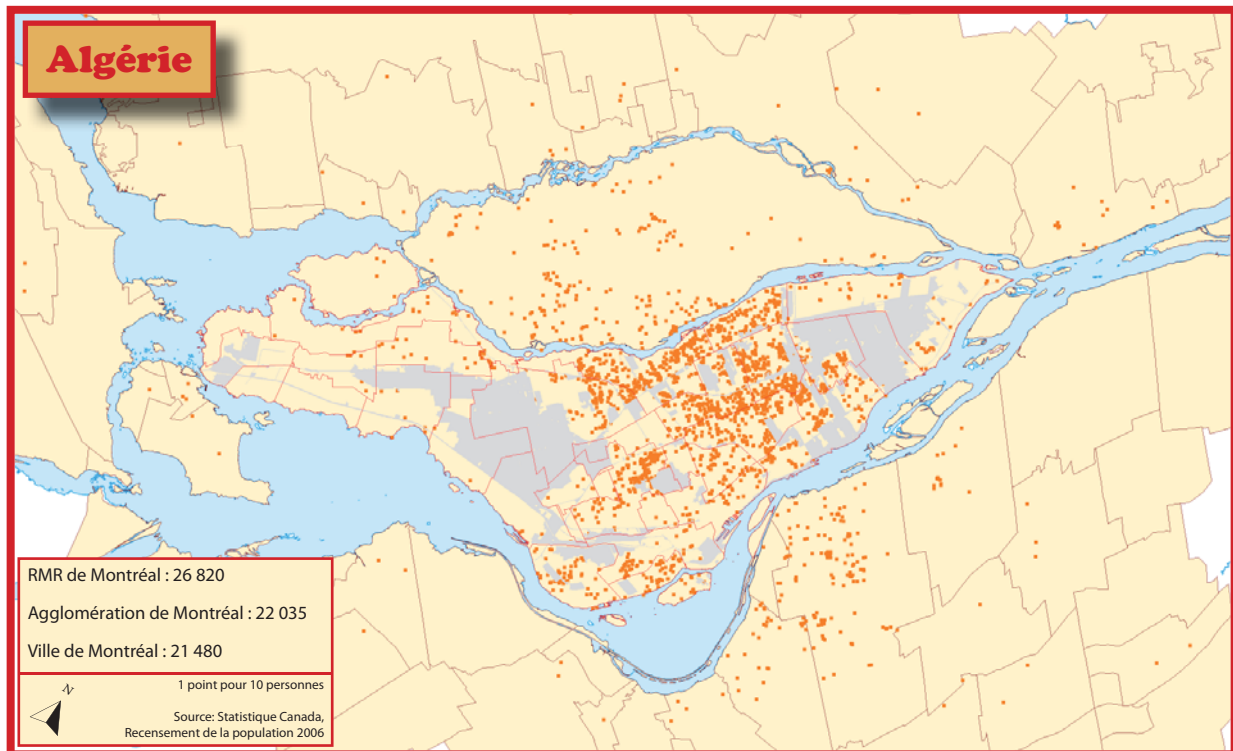 Algérie
RMR de Montréal : 26 820
Agglomération de Montréal : 22 035
Ville de Montréal : 21 480
N
1 point pour 10 personnes
Source: Statistique Canada,
Recensement de la population 2006